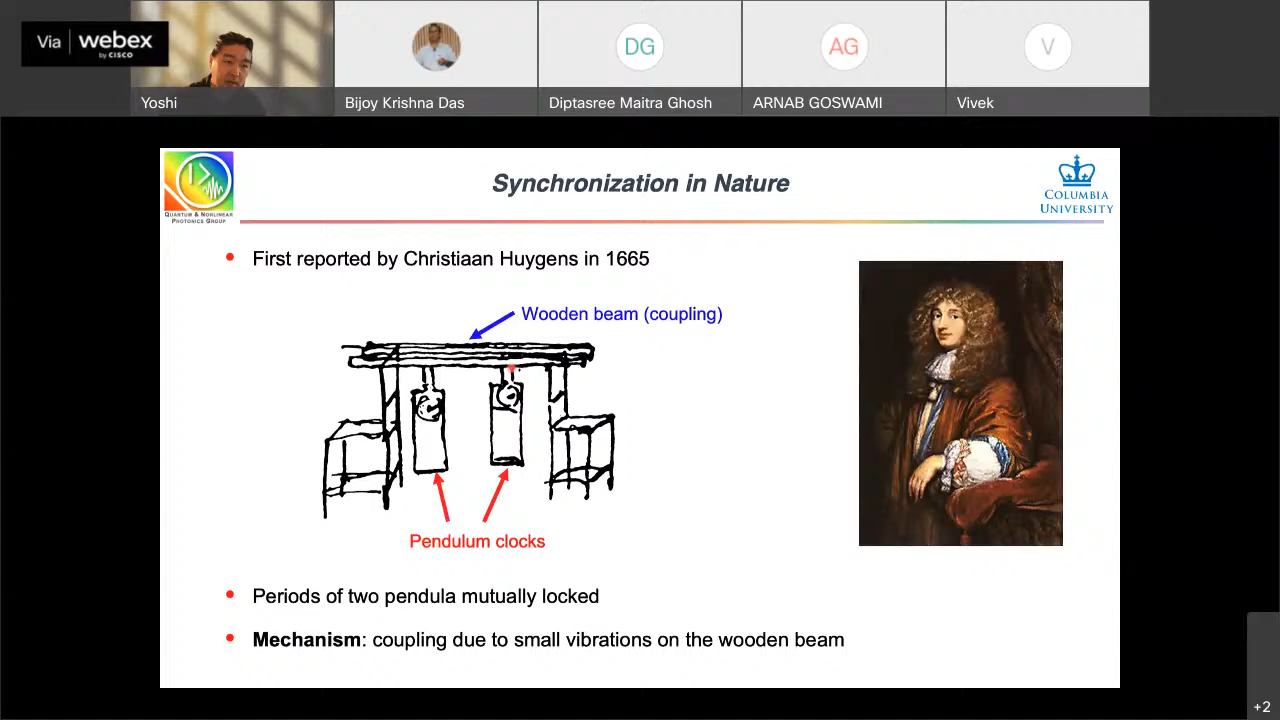 Via webex
by CISCO
DG
AG
V
Yoshi
Bijoy Krishna Das
Diptasree Maitra Ghosh
ARNAB GOSWAMI
Vivek
Synchronization in Nature
QUANTUM & NONLINEAR
PHOTONICS GROUP
COLUMBIA
UNIVERSITY
• First reported by Christiaan Huygens in 1665
Wooden beam (coupling)
Pendulum clocks
• Periods of two pendula mutually locked
• Mechanism: coupling due to small vibrations on the wooden beam
+2